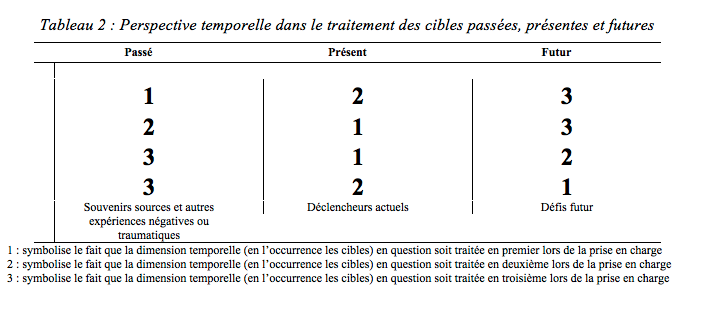 Tableau 2 : Perspective temporelle dans le traitement des cibles passées, présentes et futures
Passé Présent Futur
1 2 3
2 1 3
3 1 2
3 2 1
Souvenirs sources et autres Déclencheurs actuels Défis futur
expériences négatives ou
traumatiques
1 : symbolise le fait que la dimension temporelle (en l’occurrence les cibles) en question soit traitée en premier lors de la prise en charge
2 : symbolise le fait que la dimension temporelle (en l’occurrence les cibles) en question soit traitée en deuxième lors de la prise en charge
3 : symbolise le fait que la dimension temporelle (en l’occurrence les cibles) en question soit traitée en troisième lors de la prise en charge